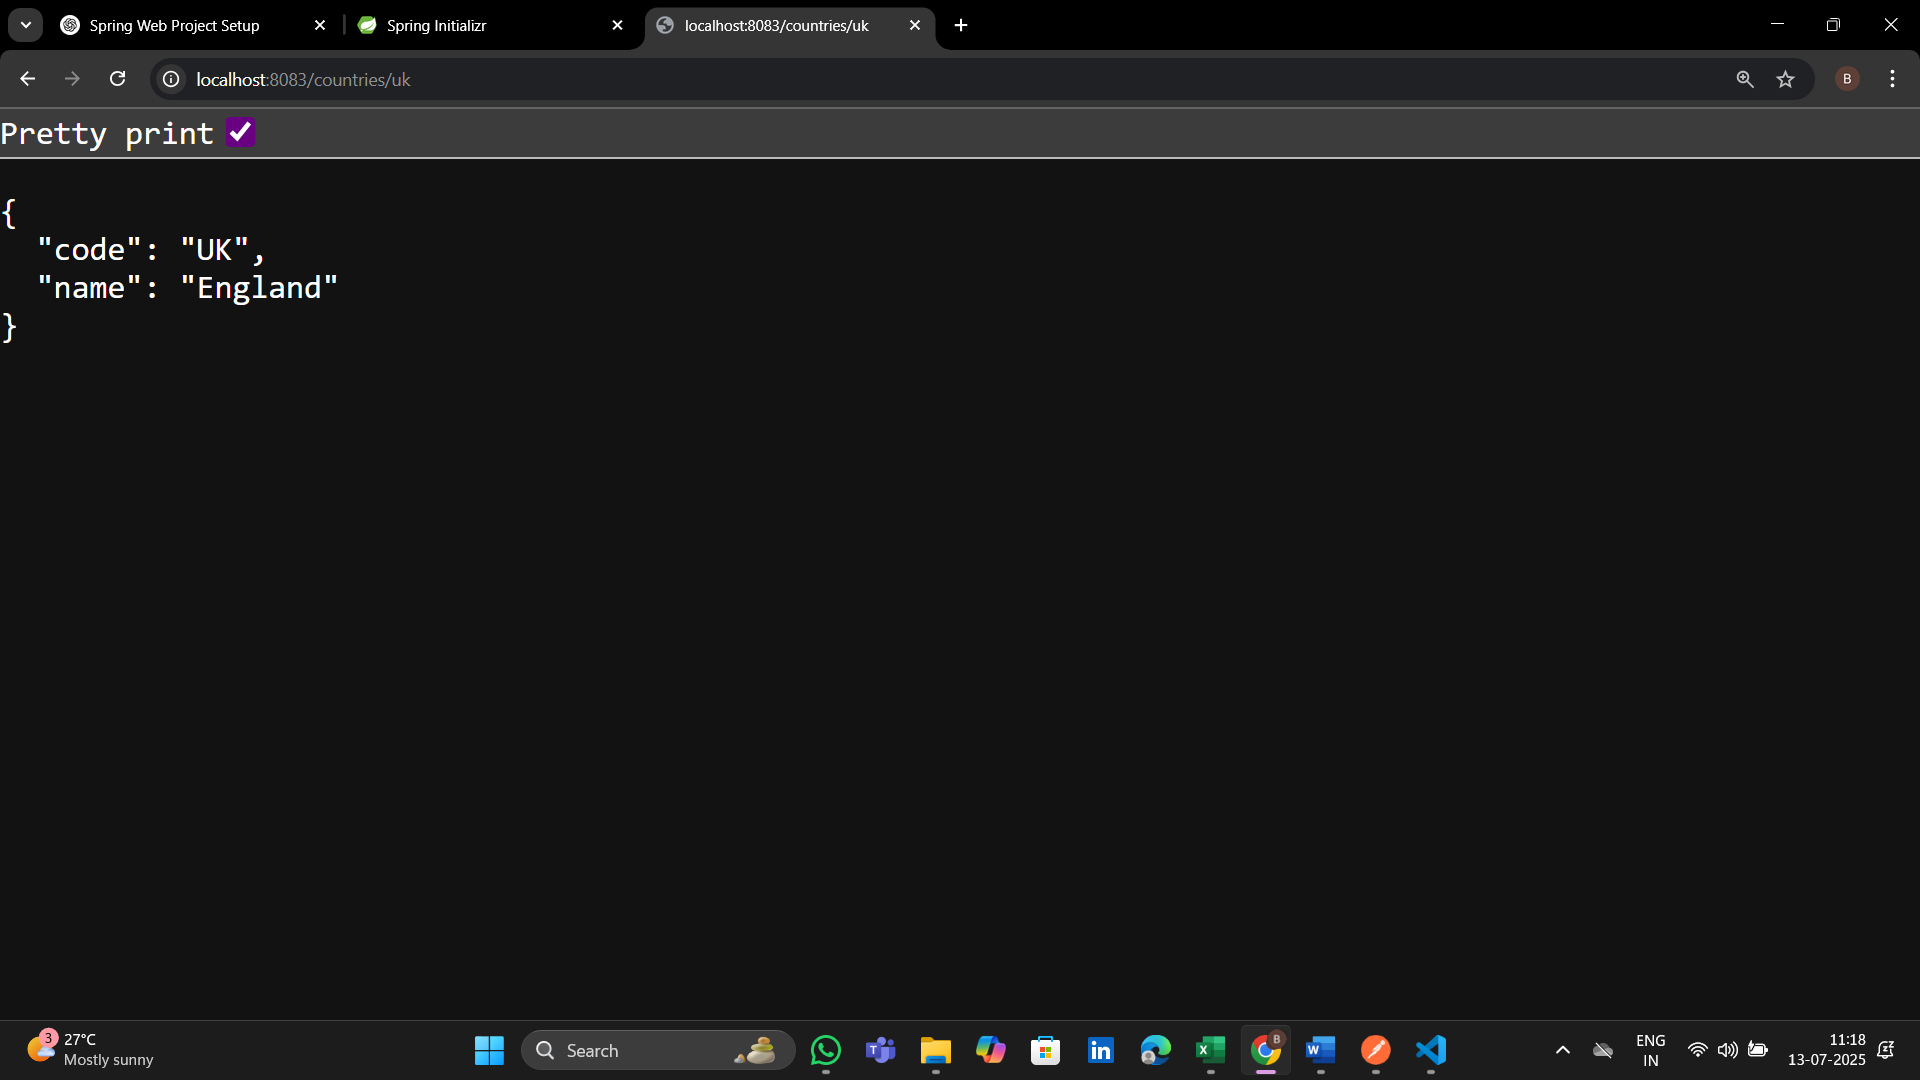 Spring Web Project Setup
Spring Initializr
localhost:8083/countries/uk
localhost:8083/countries/uk
B
Pretty print
{
  "code": "UK",
  "name": "England"
}
3
27°C
Mostly sunny
Search
B
ENG
IN
11:18
13-07-2025